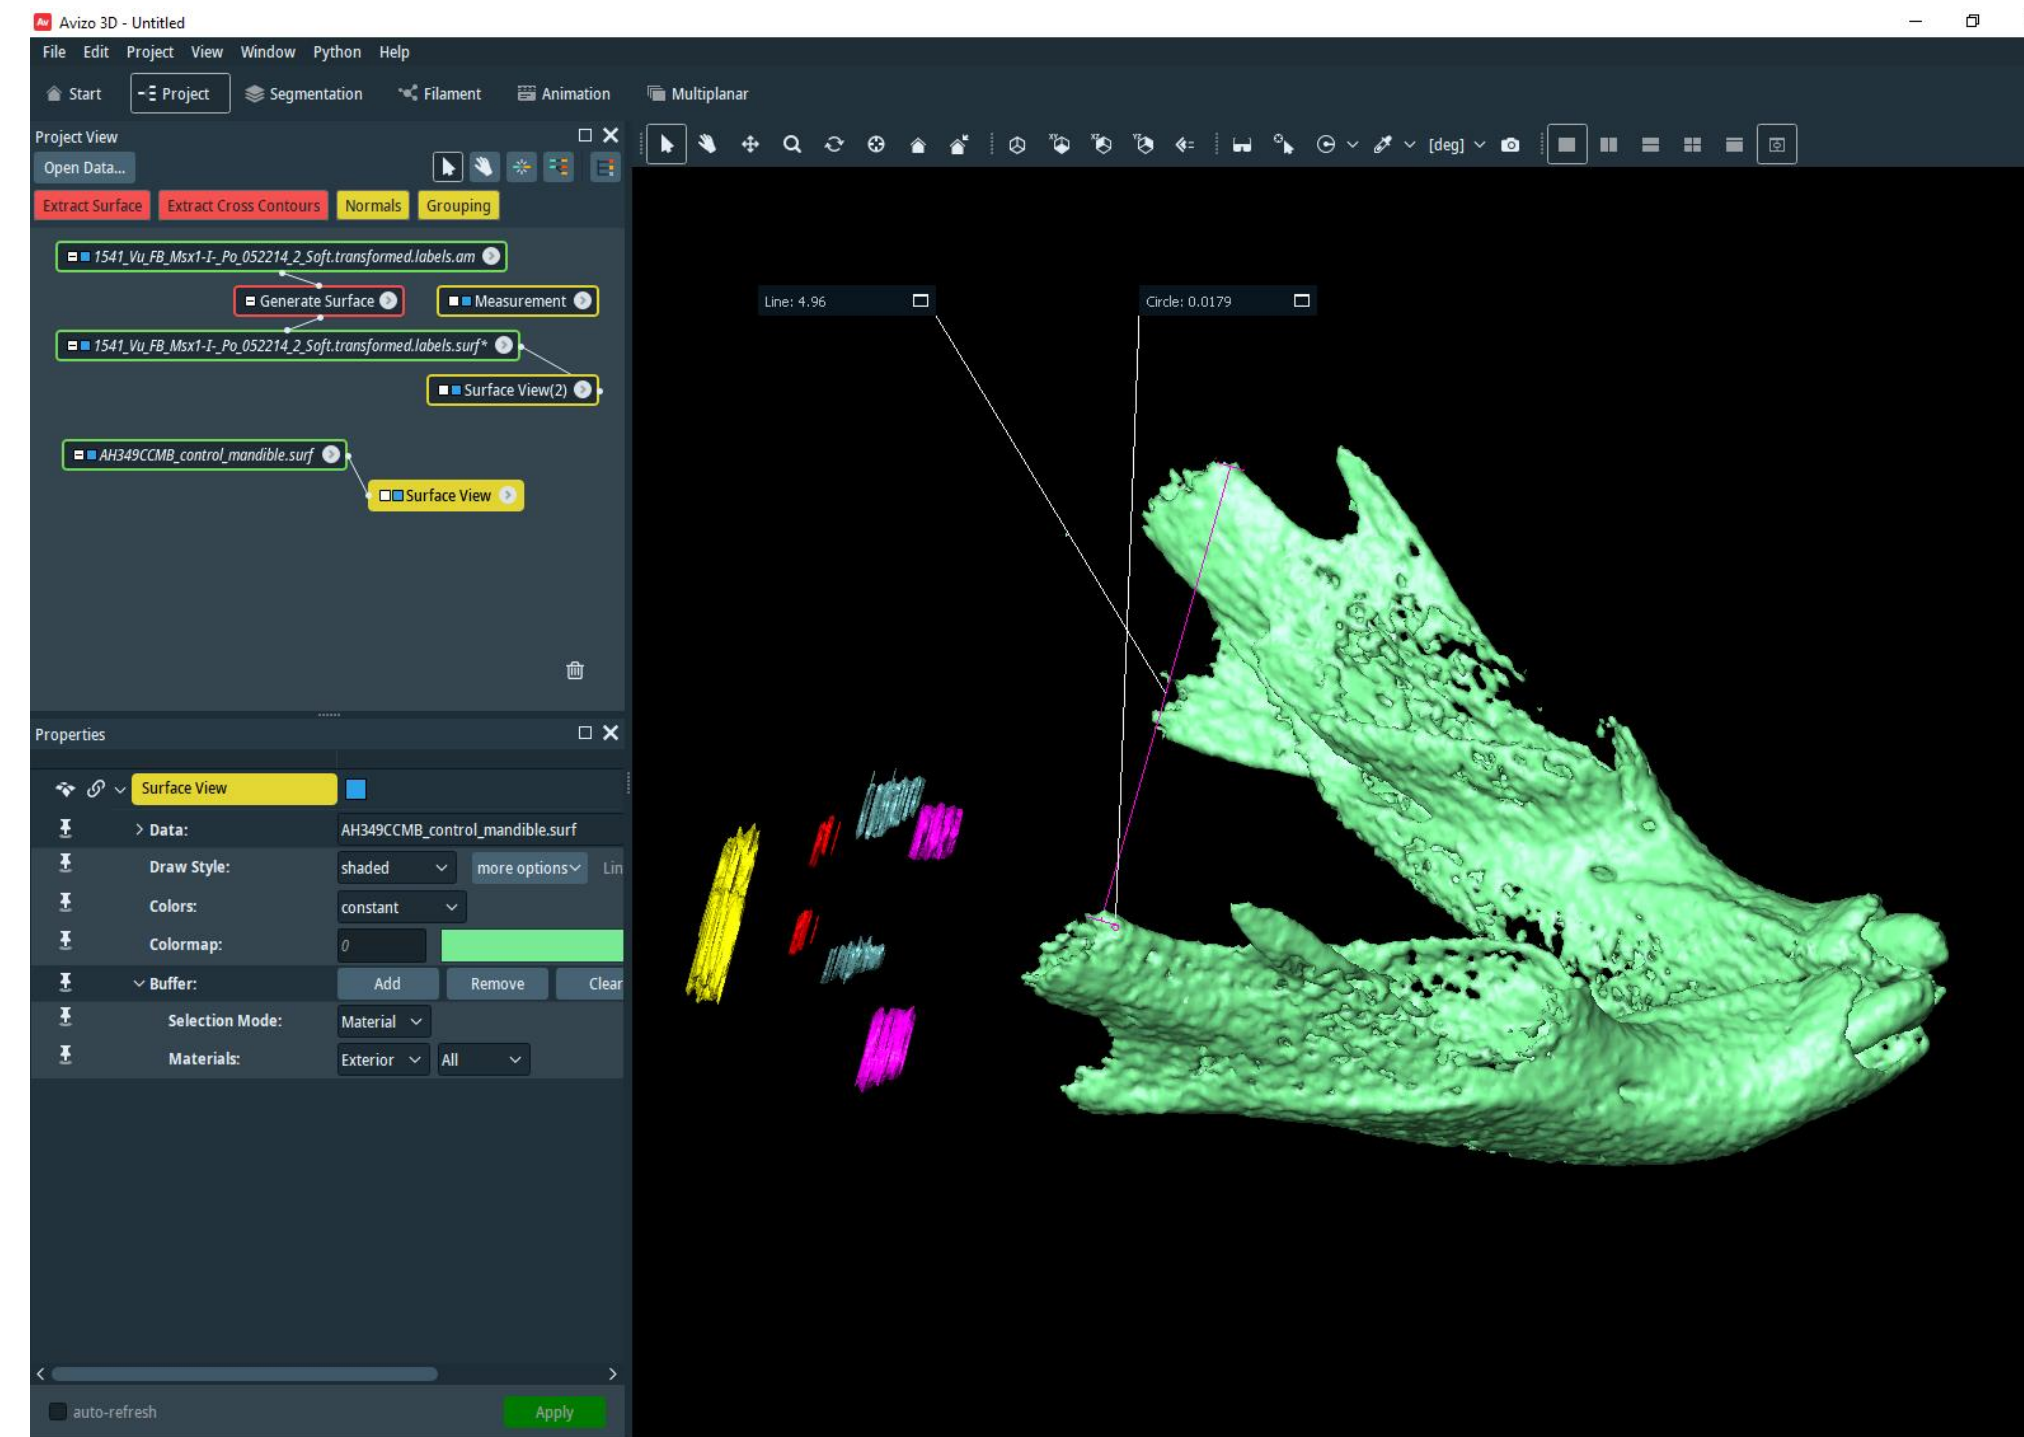 Avizo 3D - Untitled
File Edit Project View Window Python Help
Start Project Segmentation Filament Animation Multiplanar
Project View
[deg]
Open Data...
Extract Surface Extract Cross Contours Normals Grouping
1541_Vu_FB_Msx1-I-_Po_052214_2_Soft.transformed.labels.am
Generate Surface Measurement
Line: 4.96 Circle: 0.0179
1541_Vu_FB_Msx1-I-_Po_052214_2_Soft.transformed.labels.surf*
Surface View(2)
AH349CCMB_control_mandible.surf
Surface View
Properties
Surface View
Data: AH349CCMB_control_mandible.surf
Draw Style: shaded more options Lin
Colors: constant
Colormap: 0
Buffer: Add Remove Clear
Selection Mode: Material
Materials: Exterior All
auto-refresh Apply